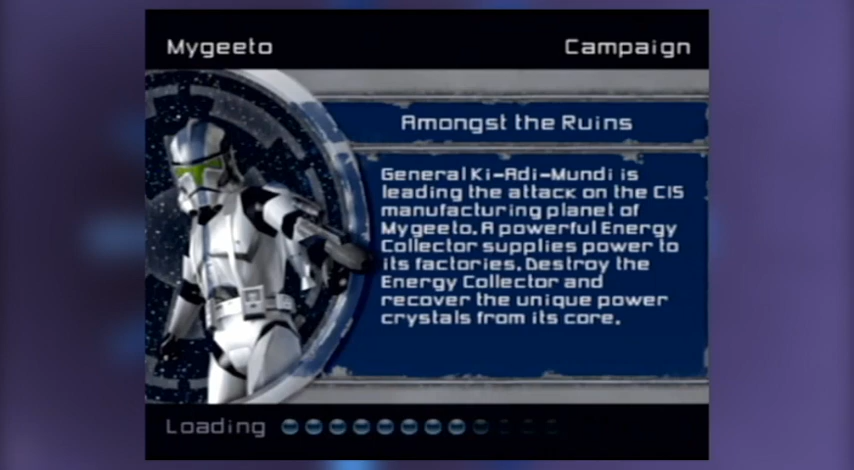 Mygeeto
Campaign
Amongst the Ruins
General Ki-Adi-Mundi is
leading the attack on the CIS
manufacturing planet of
Mygeeto. A powerful Energy
Collector supplies power to
its factories. Destroy the
Energy Collector and
recover the unique power
crystals from its core.
Loading